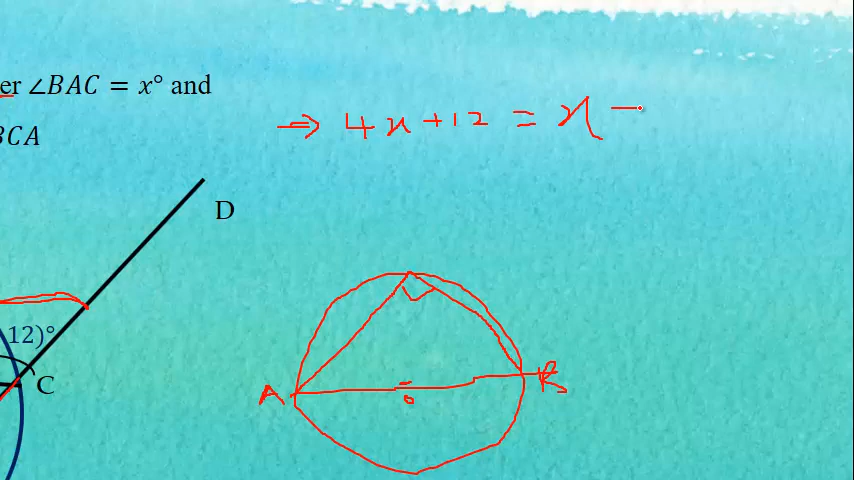 er ∠BAC = x° and
BCA
⇒ 4x+12 = x −
D
12)°
C
A
o
B